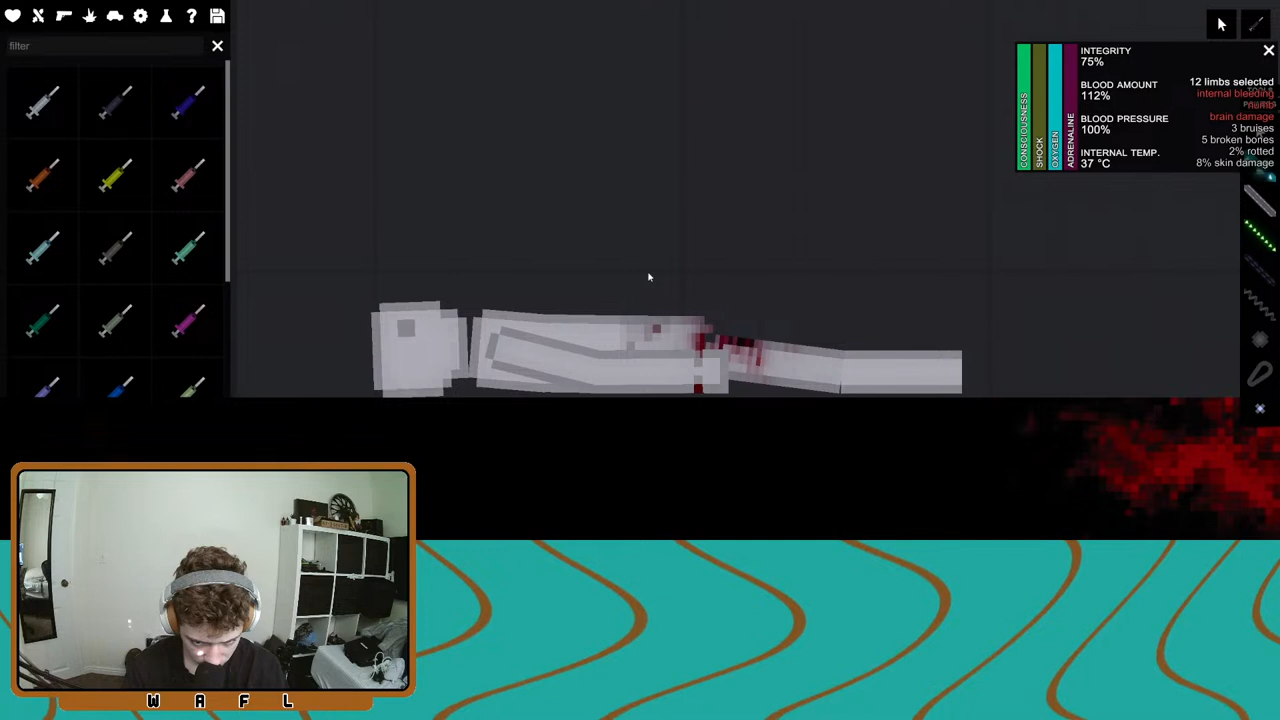 filter
INTEGRITY
75%
BLOOD AMOUNT
112%
BLOOD PRESSURE
100%
INTERNAL TEMP.
37 °C
CONSCIOUSNESS
SHOCK
OXYGEN
ADRENALINE
12 limbs selected
internal bleeding
numb
brain damage
3 bruises
5 broken bones
2% rotted
8% skin damage
W A F L